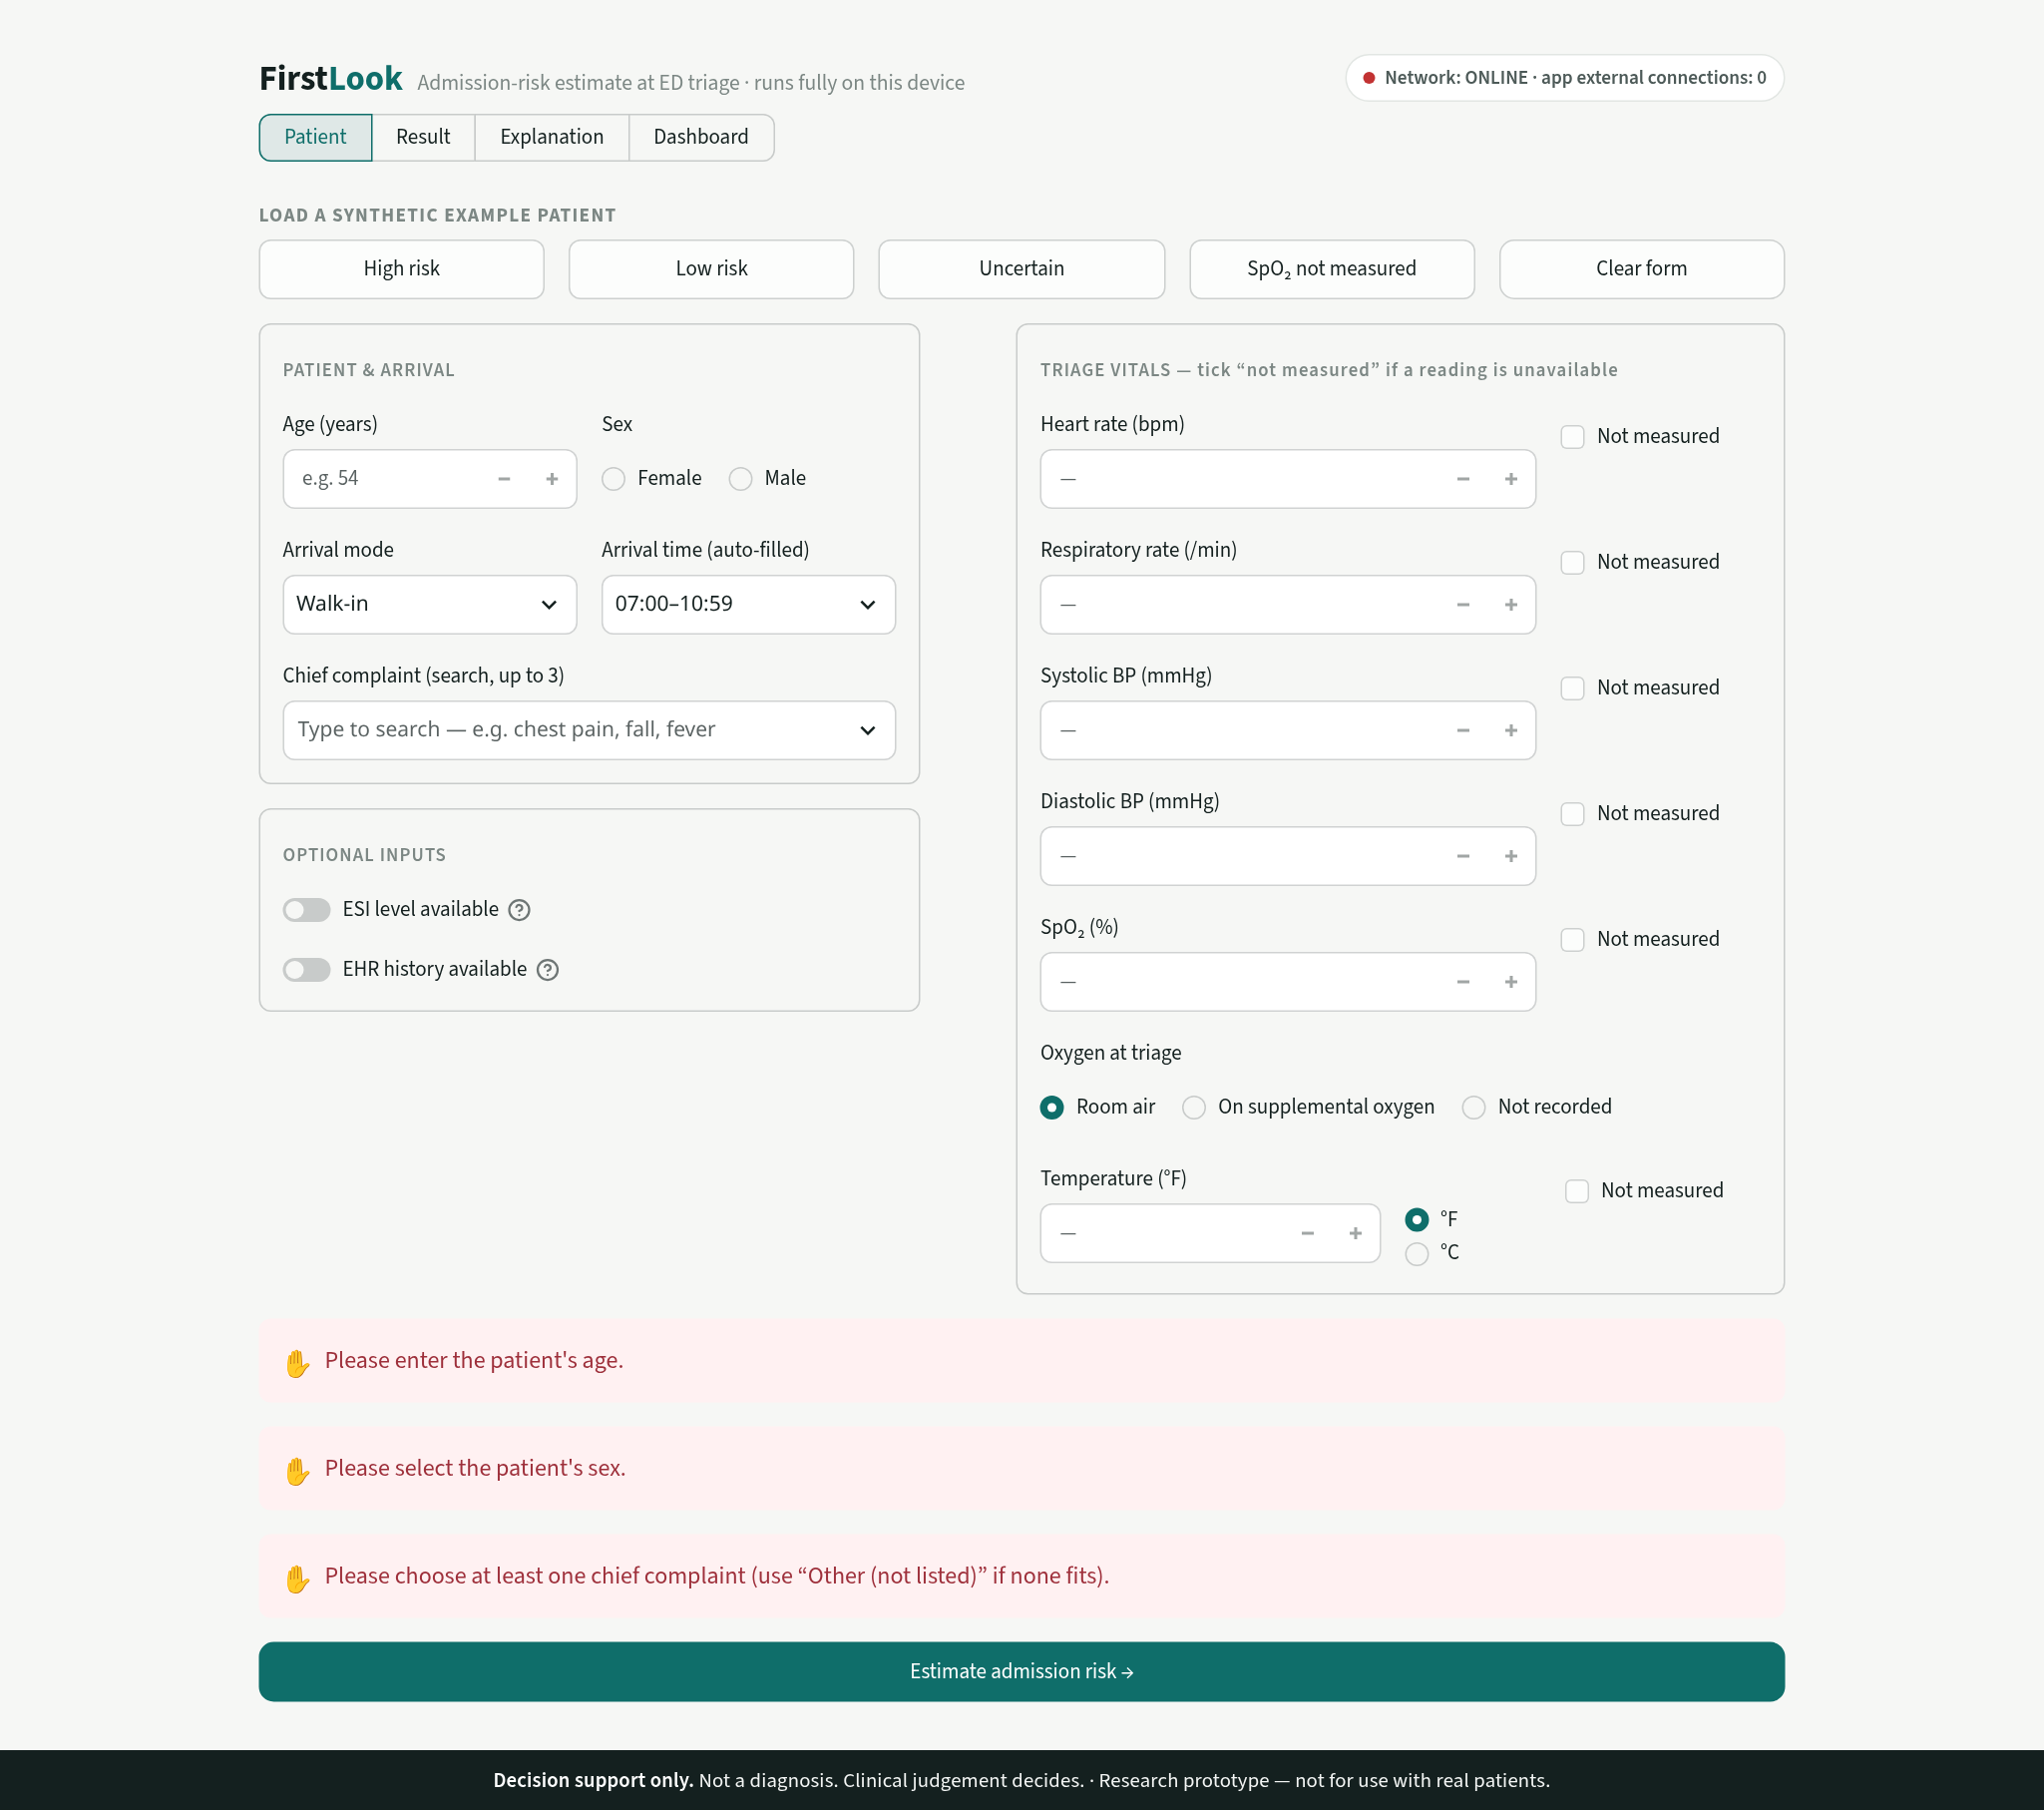 FirstLook Admission-risk estimate at ED triage · runs fully on this device
Network: ONLINE · app external connections: 0
Patient
Result
Explanation
Dashboard
LOAD A SYNTHETIC EXAMPLE PATIENT
High risk
Low risk
Uncertain
SpO₂ not measured
Clear form
PATIENT & ARRIVAL
Age (years)
Sex
e.g. 54
Female
Male
Arrival mode
Arrival time (auto-filled)
Walk-in
07:00–10:59
Chief complaint (search, up to 3)
Type to search — e.g. chest pain, fall, fever
OPTIONAL INPUTS
ESI level available
EHR history available
TRIAGE VITALS — tick “not measured” if a reading is unavailable
Heart rate (bpm)
Not measured
—
Respiratory rate (/min)
Not measured
—
Systolic BP (mmHg)
Not measured
—
Diastolic BP (mmHg)
Not measured
—
SpO₂ (%)
Not measured
—
Oxygen at triage
Room air
On supplemental oxygen
Not recorded
Temperature (°F)
Not measured
—
°F
°C
Please enter the patient's age.
Please select the patient's sex.
Please choose at least one chief complaint (use “Other (not listed)” if none fits).
Estimate admission risk →
Decision support only. Not a diagnosis. Clinical judgement decides. · Research prototype — not for use with real patients.